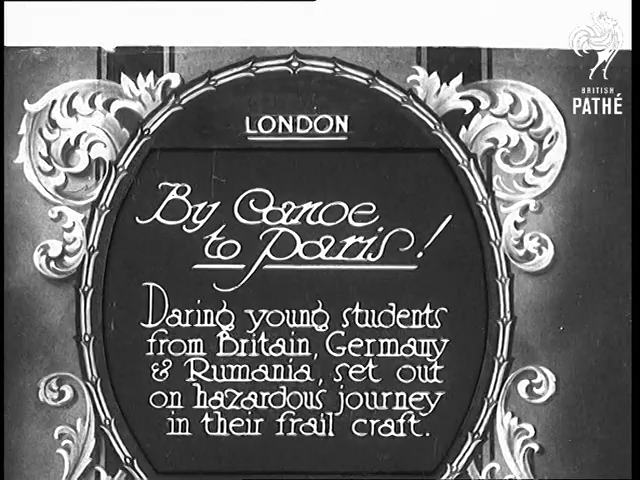 BRITISH
PATHÉ
LONDON
By Canoe
to Paris!
Daring young students
from Britain, Germany
& Rumania, set out
on hazardous journey
in their frail craft.